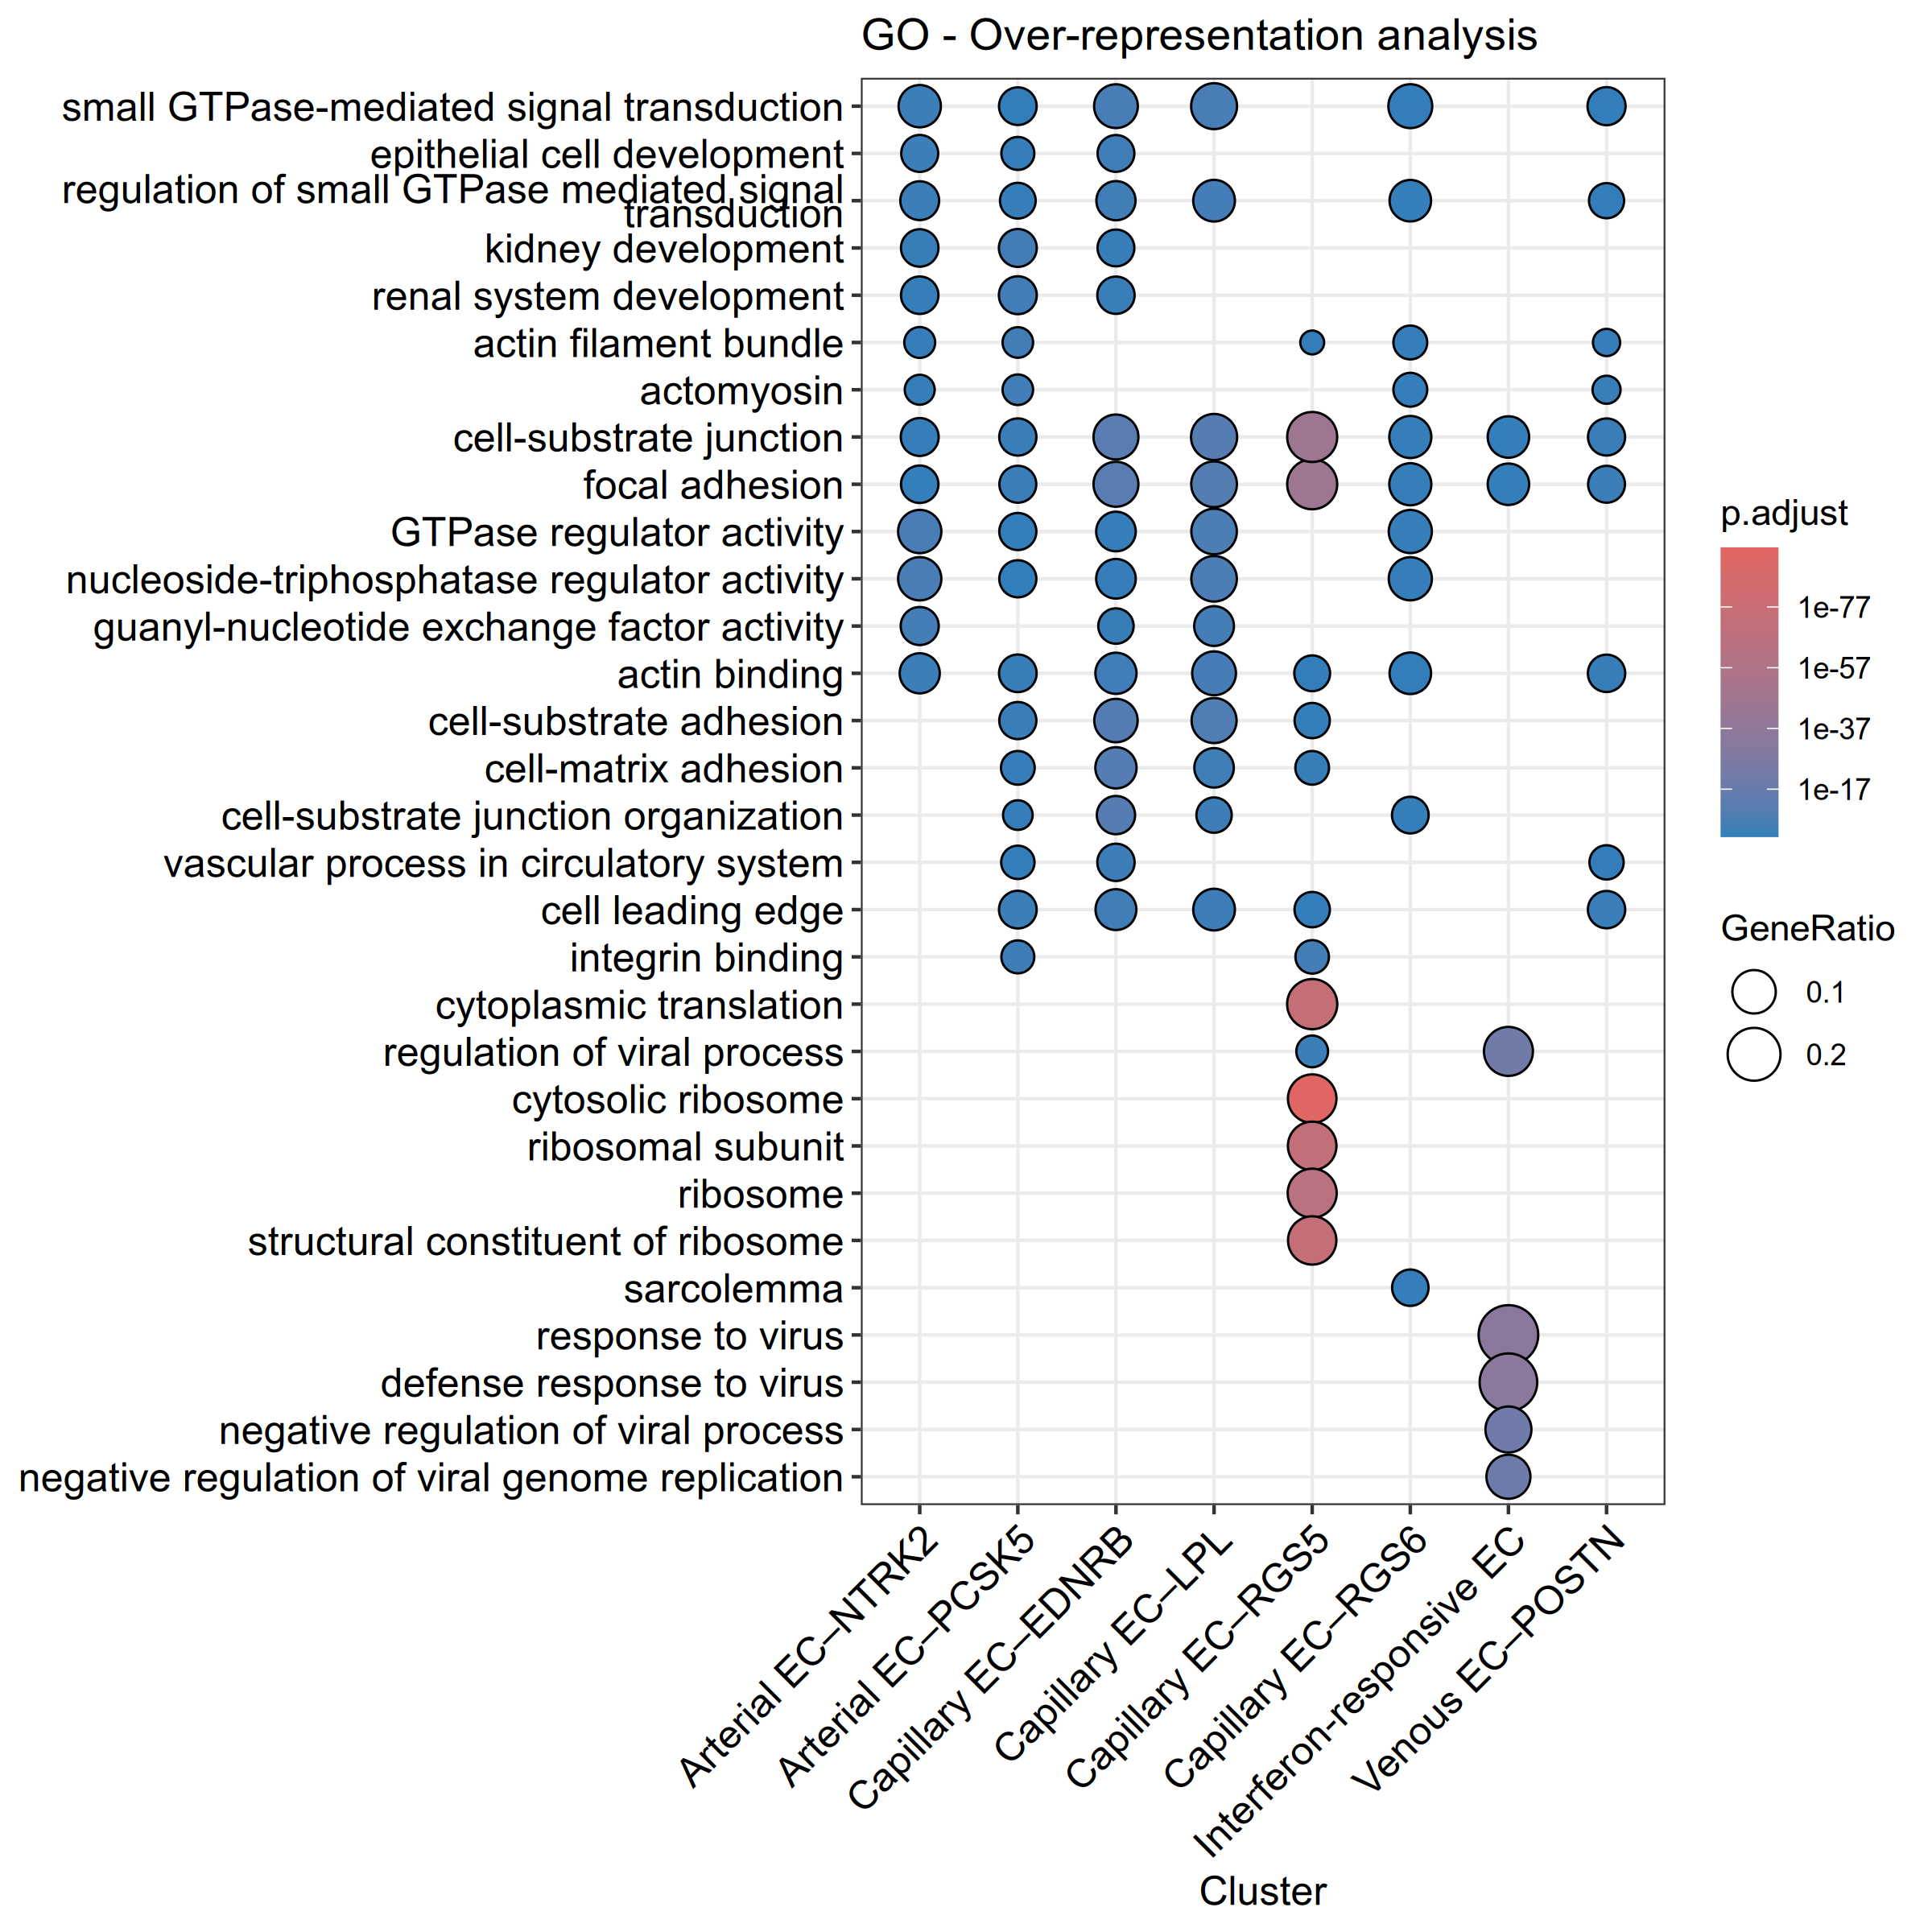 GO - Over-representation analysis
small GTPase-mediated signal transduction
epithelial cell development
regulation of small GTPase mediated signal
transduction
kidney development
renal system development
actin filament bundle
actomyosin
cell-substrate junction
focal adhesion
GTPase regulator activity
nucleoside-triphosphatase regulator activity
guanyl-nucleotide exchange factor activity
actin binding
cell-substrate adhesion
cell-matrix adhesion
cell-substrate junction organization
vascular process in circulatory system
cell leading edge
integrin binding
cytoplasmic translation
regulation of viral process
cytosolic ribosome
ribosomal subunit
ribosome
structural constituent of ribosome
sarcolemma
response to virus
defense response to virus
negative regulation of viral process
negative regulation of viral genome replication
Arterial EC–NTRK2
Arterial EC–PCSK5
Capillary EC–EDNRB
Capillary EC–LPL
Capillary EC–RGS5
Capillary EC–RGS6
Interferon-responsive EC
Venous EC–POSTN
Cluster
p.adjust
1e-77
1e-57
1e-37
1e-17
GeneRatio
0.1
0.2